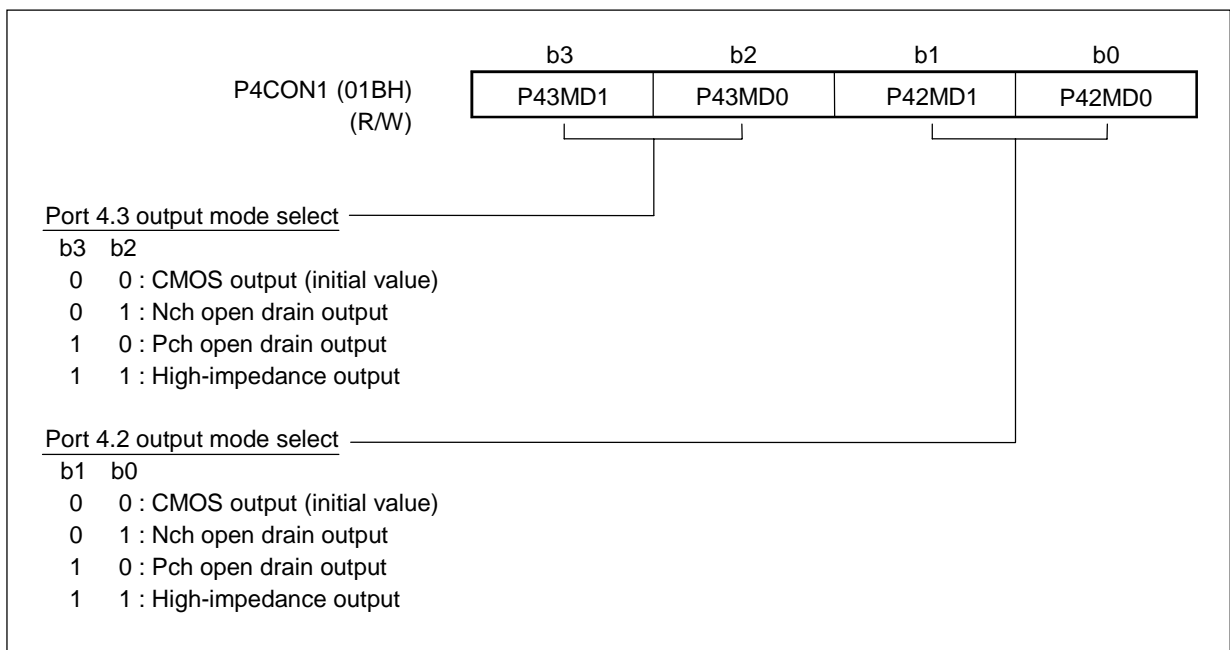 b3 b2 b1 b0
P4CON1 (01BH) P43MD1 P43MD0 P42MD1 P42MD0
(R/W)
Port 4.3 output mode select
b3 b2
0 0 : CMOS output (initial value)
0 1 : Nch open drain output
1 0 : Pch open drain output
1 1 : High-impedance output
Port 4.2 output mode select
b1 b0
0 0 : CMOS output (initial value)
0 1 : Nch open drain output
1 0 : Pch open drain output
1 1 : High-impedance output